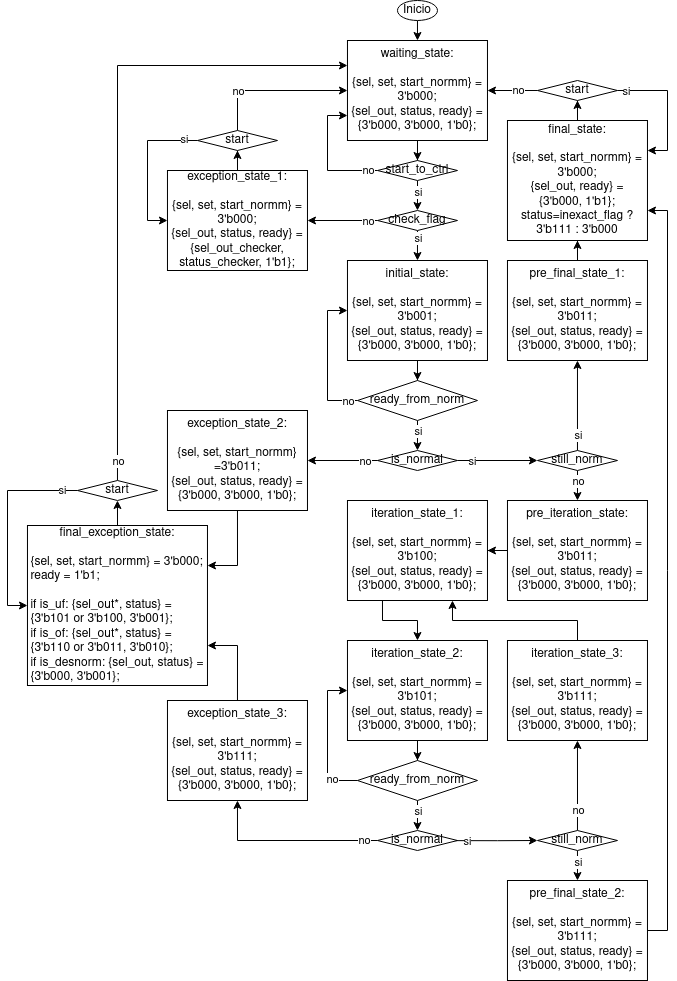 Inicio
waiting_state:
{sel, set, start_normm} =
3'b000;
{sel_out, status, ready} =
{3'b000, 3'b000, 1'b0};
no
start
si
no
start
si
final_state:
{sel, set, start_normm} =
3'b000;
{sel_out, ready} =
{3'b000, 1'b1};
status=inexact_flag ?
3'b111 : 3'b000
no
start_to_ctrl
si
exception_state_1:
{sel, set, start_normm} =
3'b000;
{sel_out, status, ready} =
{sel_out_checker,
status_checker, 1'b1};
no
check_flag
si
initial_state:
{sel, set, start_normm} =
3'b001;
{sel_out, status, ready} =
{3'b000, 3'b000, 1'b0};
pre_final_state_1:
{sel, set, start_normm} =
3'b011;
{sel_out, status, ready} =
{3'b000, 3'b000, 1'b0};
no
ready_from_norm
si
exception_state_2:
{sel, set, start_normm}
=3'b011;
{sel_out, status, ready} =
{3'b000, 3'b000, 1'b0};
no
is_normal
si
si
still_norm
no
no
start
si
final_exception_state:
{sel, set, start_normm} = 3'b000;
ready = 1'b1;
if is_uf: {sel_out*, status} =
{3'b101 or 3'b100, 3'b001};
if is_of: {sel_out*, status} =
{3'b110 or 3'b011, 3'b010};
if is_desnorm: {sel_out, status} =
{3'b000, 3'b001};
iteration_state_1:
{sel, set, start_normm} =
3'b100;
{sel_out, status, ready} =
{3'b000, 3'b000, 1'b0};
pre_iteration_state:
{sel, set, start_normm} =
3'b011;
{sel_out, status, ready} =
{3'b000, 3'b000, 1'b0};
iteration_state_2:
{sel, set, start_normm} =
3'b101;
{sel_out, status, ready} =
{3'b000, 3'b000, 1'b0};
iteration_state_3:
{sel, set, start_normm} =
3'b111;
{sel_out, status, ready} =
{3'b000, 3'b000, 1'b0};
exception_state_3:
{sel, set, start_normm} =
3'b111;
{sel_out, status, ready} =
{3'b000, 3'b000, 1'b0};
no
ready_from_norm
si
no
no
is_normal
si
still_norm
si
pre_final_state_2:
{sel, set, start_normm} =
3'b111;
{sel_out, status, ready} =
{3'b000, 3'b000, 1'b0};